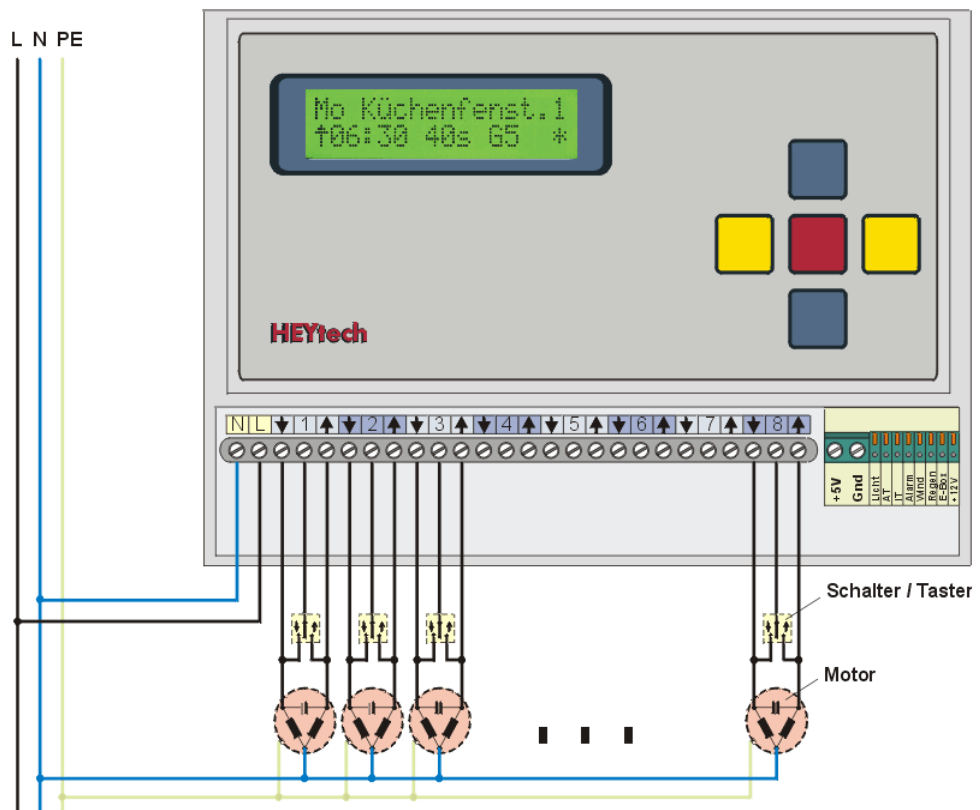 L N PE
Mo Küchenfenst.1
↑06:30 40s G5 *
HEYtech
N L ↓ 1 ↑ ↓ 2 ↑ ↓ 3 ↑ ↓ 4 ↑ ↓ 5 ↑ ↓ 6 ↑ ↓ 7 ↑ ↓ 8 ↑
+5V
Gnd
Licht
AT
IT
Alarm
Wind
Regen
E-Box
+12V
Schalter / Taster
Motor